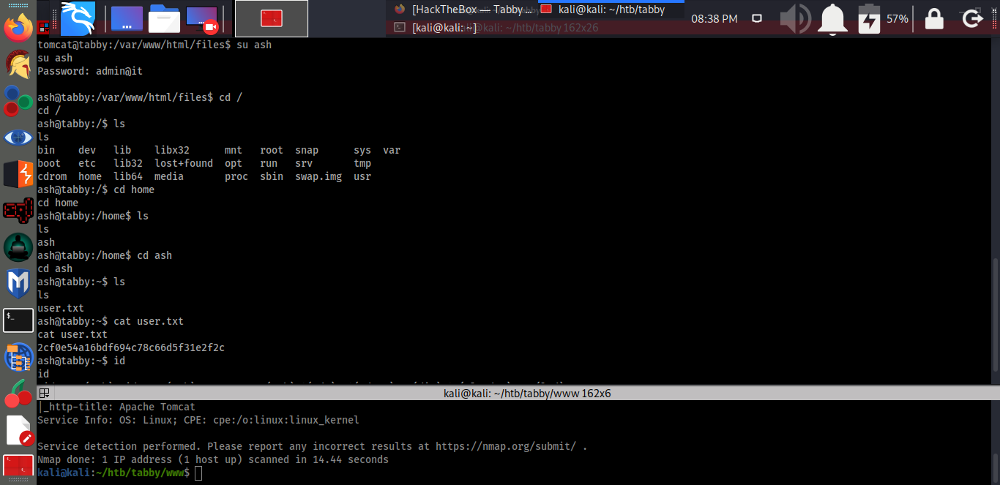 [HackTheBox — Tabby ...
kali@kali: ~/htb/tabby
[kali@kali: ~]
08:38 PM
57%
tomcat@tabby:/var/www/html/files$ su ash
su ash
Password: admin@it
ash@tabby:/var/www/html/files$ cd /
cd /
ash@tabby:/$ ls
ls
bin    dev   lib    libx32      mnt   root  snap      sys  var
boot   etc   lib32  lost+found  opt   run   srv       tmp
cdrom  home  lib64  media       proc  sbin  swap.img  usr
ash@tabby:/$ cd home
cd home
ash@tabby:/home$ ls
ls
ash
ash@tabby:/home$ cd ash
cd ash
ash@tabby:~$ ls
ls
user.txt
ash@tabby:~$ cat user.txt
cat user.txt
2cf0e54a16bdf694c78c66d5f31e2f2c
ash@tabby:~$ id
id
kali@kali: ~/htb/tabby/www 162x6
|_http-title: Apache Tomcat
Service Info: OS: Linux; CPE: cpe:/o:linux:linux_kernel
Service detection performed. Please report any incorrect results at https://nmap.org/submit/ .
Nmap done: 1 IP address (1 host up) scanned in 14.44 seconds
kali@kali:~/htb/tabby/www$